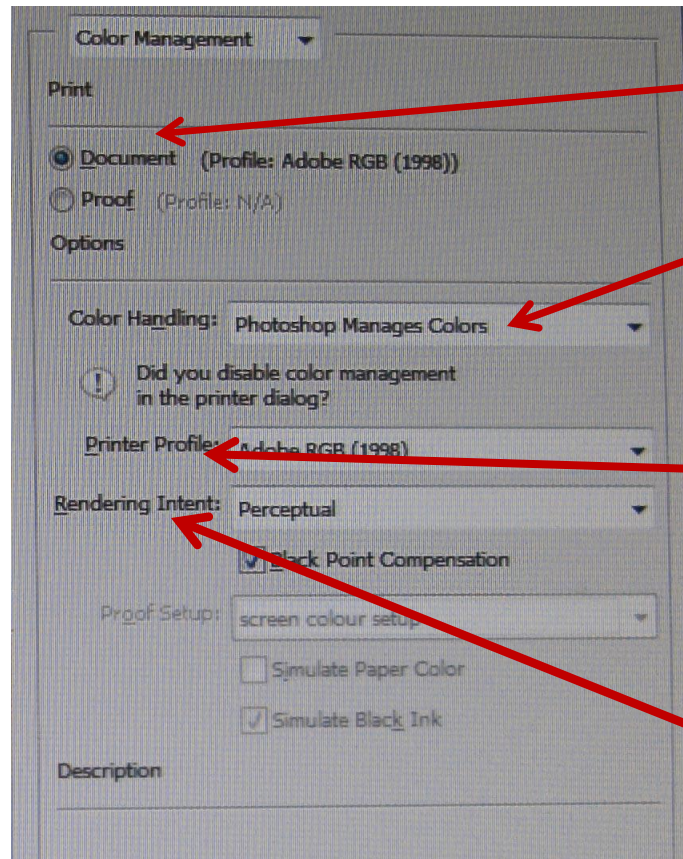 Color Management
Print
Document (Profile: Adobe RGB (1998))
Proof (Profile: N/A)
Options
Color Handling: Photoshop Manages Colors
Did you disable color management
in the printer dialog?
Printer Profile: Adobe RGB (1998)
Rendering Intent: Perceptual
Black Point Compensation
Proof Setup: screen colour setup
Simulate Paper Color
Simulate Black Ink
Description